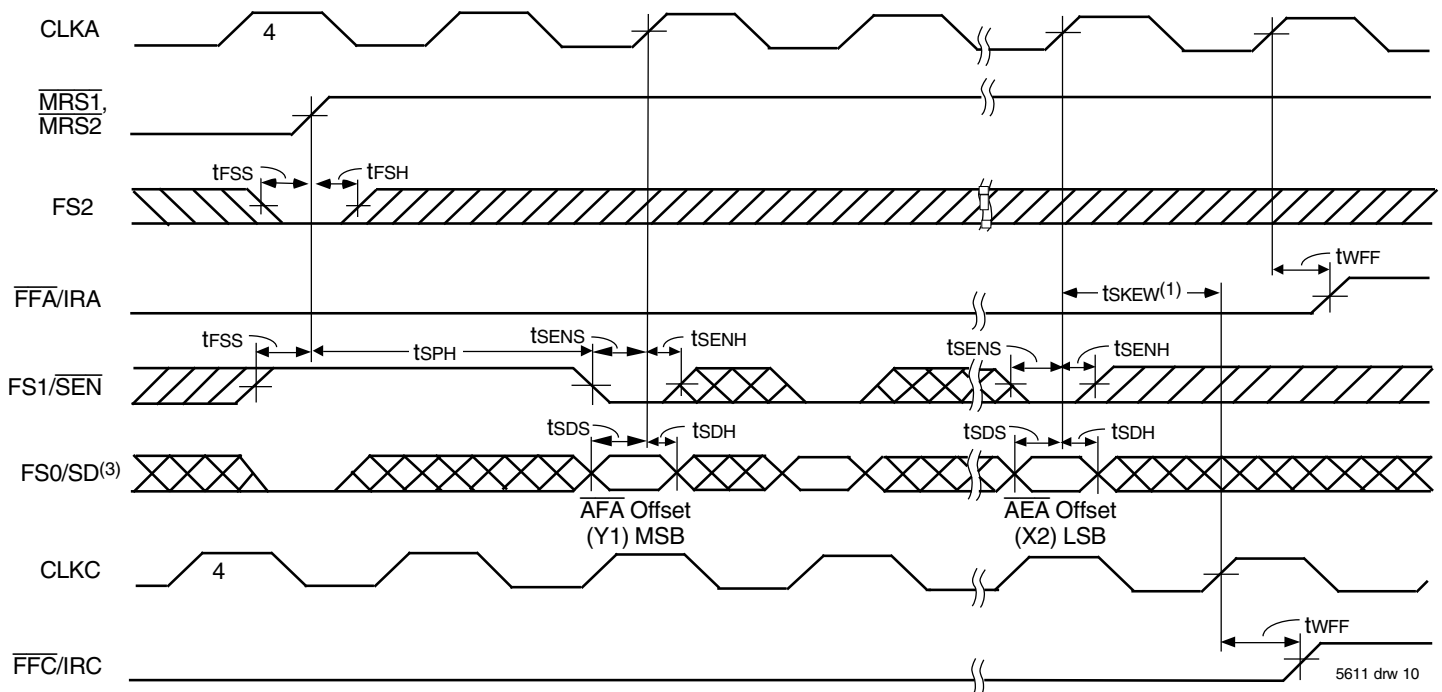 CLKA
4
MRS1,
MRS2
tFSS
tFSH
FS2
tWFF
FFA/IRA
tSKEW(1)
tFSS
tSPH
tSENS
tSENH
tSENS
tSENH
FS1/SEN
tSDS
tSDH
tSDS
tSDH
FS0/SD(3)
AFA Offset
(Y1) MSB
AEA Offset
(X2) LSB
CLKC
4
tWFF
FFC/IRC
5611 drw 10